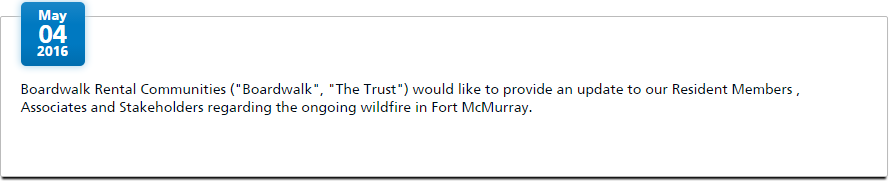 May
04
2016
Boardwalk Rental Communities ("Boardwalk", "The Trust") would like to provide an update to our Resident Members ,
Associates and Stakeholders regarding the ongoing wildfire in Fort McMurray.